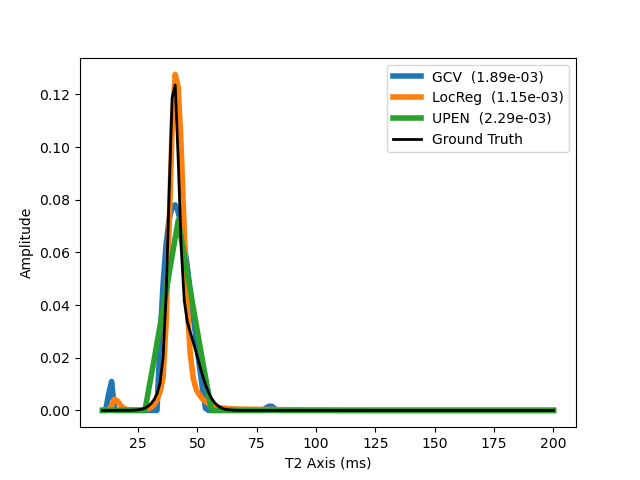 GCV (1.89e-03)
LocReg (1.15e-03)
UPEN (2.29e-03)
Ground Truth
0.12
0.10
0.08
0.06
0.04
0.02
0.00
Amplitude
25 50 75 100 125 150 175 200
T2 Axis (ms)